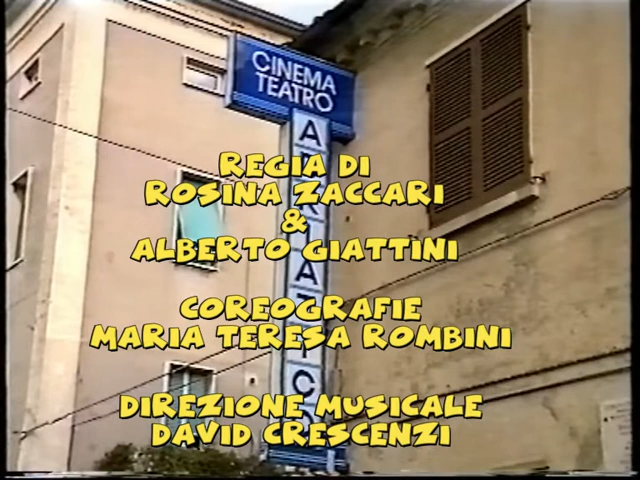 CINEMA
TEATRO
REGIA DI
ROSINA ZACCARI
&
ALBERTO GIATTINI
COREOGRAFIE
MARIA TERESA ROMBINI
DIREZIONE MUSICALE
DAVID CRESCENZI